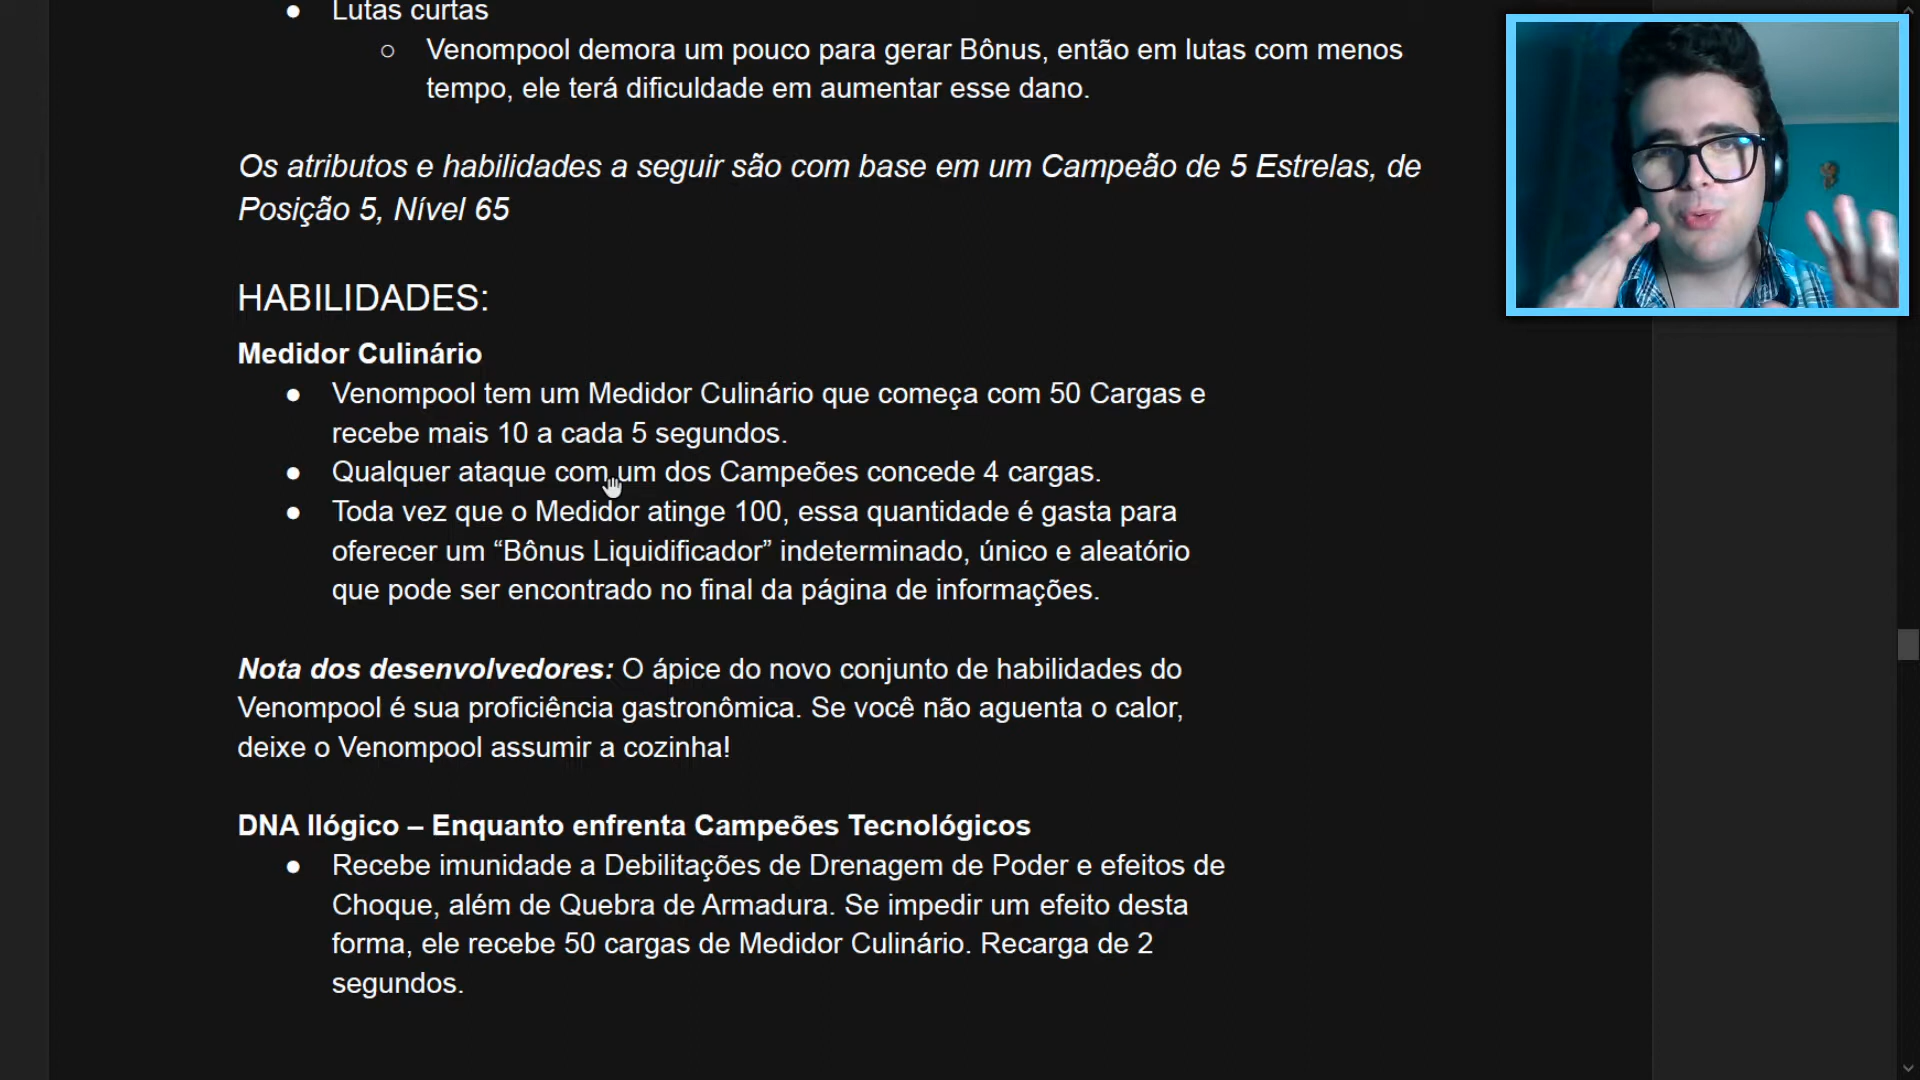 Lutas curtas
Venompool demora um pouco para gerar Bônus, então em lutas com menos
tempo, ele terá dificuldade em aumentar esse dano.
Os atributos e habilidades a seguir são com base em um Campeão de 5 Estrelas, de
Posição 5, Nível 65
HABILIDADES:
Medidor Culinário
Venompool tem um Medidor Culinário que começa com 50 Cargas e
recebe mais 10 a cada 5 segundos.
Qualquer ataque com um dos Campeões concede 4 cargas.
Toda vez que o Medidor atinge 100, essa quantidade é gasta para
oferecer um “Bônus Liquidificador” indeterminado, único e aleatório
que pode ser encontrado no final da página de informações.
Nota dos desenvolvedores: O ápice do novo conjunto de habilidades do
Venompool é sua proficiência gastronômica. Se você não aguenta o calor,
deixe o Venompool assumir a cozinha!
DNA Ilógico – Enquanto enfrenta Campeões Tecnológicos
Recebe imunidade a Debilitações de Drenagem de Poder e efeitos de
Choque, além de Quebra de Armadura. Se impedir um efeito desta
forma, ele recebe 50 cargas de Medidor Culinário. Recarga de 2
segundos.